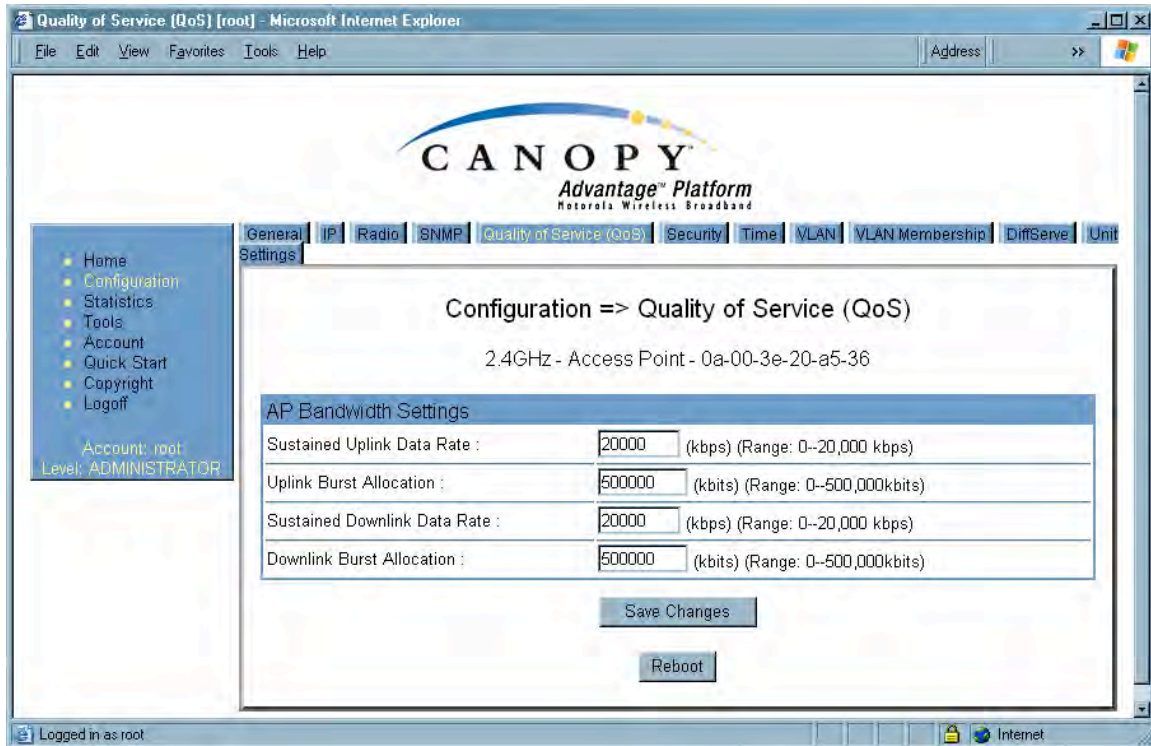 Quality of Service (QoS) [root] - Microsoft Internet Explorer
File Edit View Favorites Tools Help Address >>
CANOPY
Advantage™ Platform
Motorola Wireless Broadband
General IP Radio SNMP Quality of Service (QoS) Security Time VLAN VLAN Membership DiffServe Unit
Settings
Home
Configuration
Statistics
Tools
Account
Quick Start
Copyright
Logoff
Account: root
Level: ADMINISTRATOR
Configuration => Quality of Service (QoS)
2.4GHz - Access Point - 0a-00-3e-20-a5-36
AP Bandwidth Settings
Sustained Uplink Data Rate : 20000 (kbps) (Range: 0--20,000 kbps)
Uplink Burst Allocation : 500000 (kbits) (Range: 0--500,000kbits)
Sustained Downlink Data Rate : 20000 (kbps) (Range: 0--20,000 kbps)
Downlink Burst Allocation : 500000 (kbits) (Range: 0--500,000kbits)
Save Changes
Reboot
Logged in as root Internet